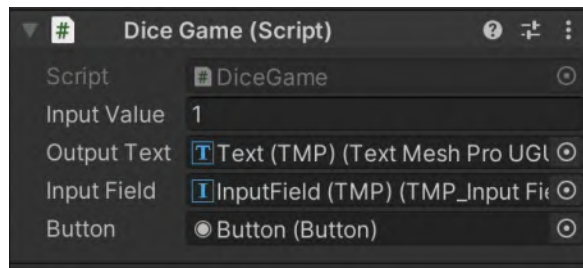 # Dice Game (Script)
Script # DiceGame
Input Value 1
Output Text T Text (TMP) (Text Mesh Pro UGU
Input Field I InputField (TMP) (TMP_Input Fie
Button Button (Button)